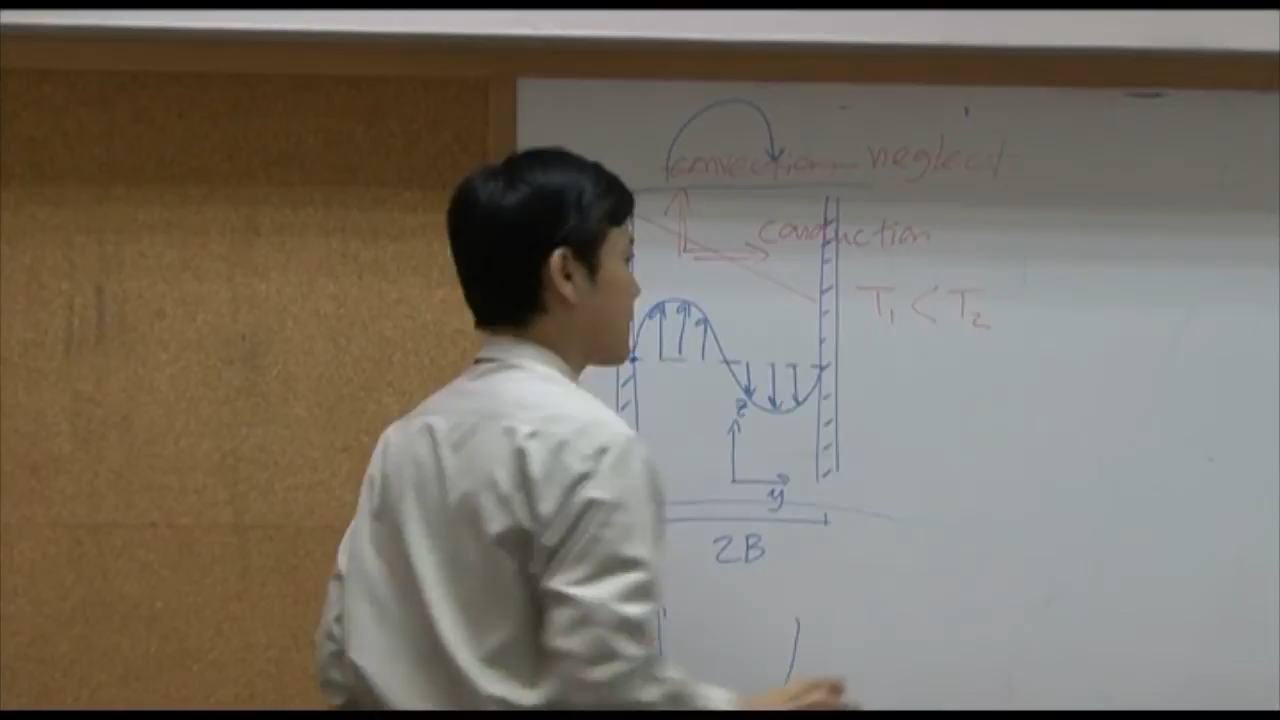 convection neglect
conduction
T₁ < T₂
z
y
2B